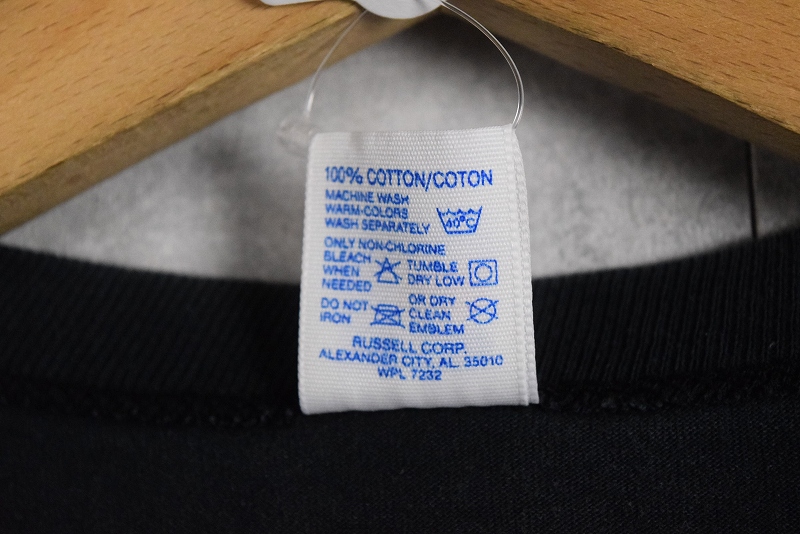 100% COTTON/COTON
MACHINE WASH
WARM-COLORS
WASH SEPARATELY
40°C
ONLY NON-CHLORINE
BLEACH
WHEN
NEEDED
TUMBLE
DRY LOW
DO NOT
IRON
OR DRY
CLEAN
EMBLEM
RUSSELL CORP.
ALEXANDER CITY, AL. 35010
WPL 7232